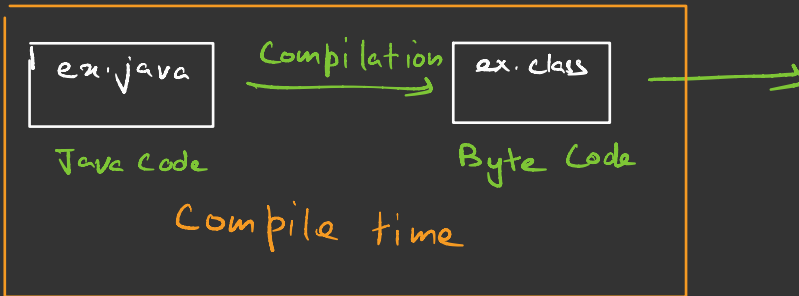 ex.java
Compilation
ex.class
Java Code
Byte Code
Compile time